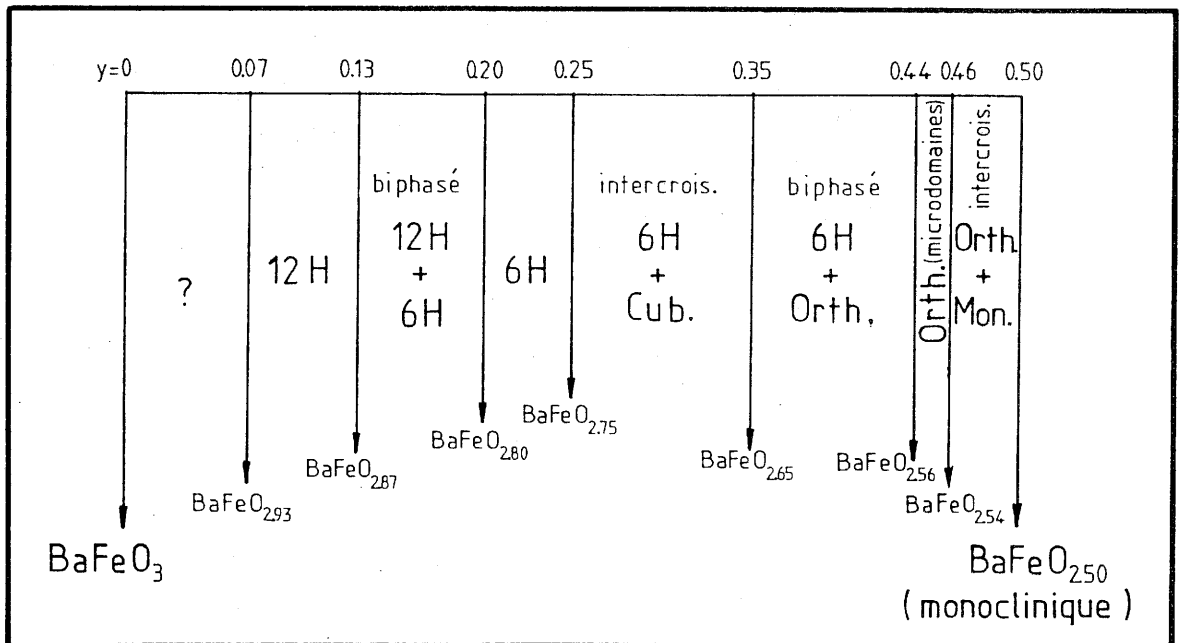 y=0 0.07 0.13 0.20 0.25 0.35 0.44 0.46 0.50
?
12H
biphasé
12H
+
6H
6H
intercrois.
6H
+
Cub.
biphasé
6H
+
Orth.
Orth.(microdomaines)
intercrois.
Orth
+
Mon.
BaFeO3
BaFeO2.93
BaFeO2.87
BaFeO2.80
BaFeO2.75
BaFeO2.65
BaFeO2.56
BaFeO2.54
BaFeO2.50
(monoclinique)